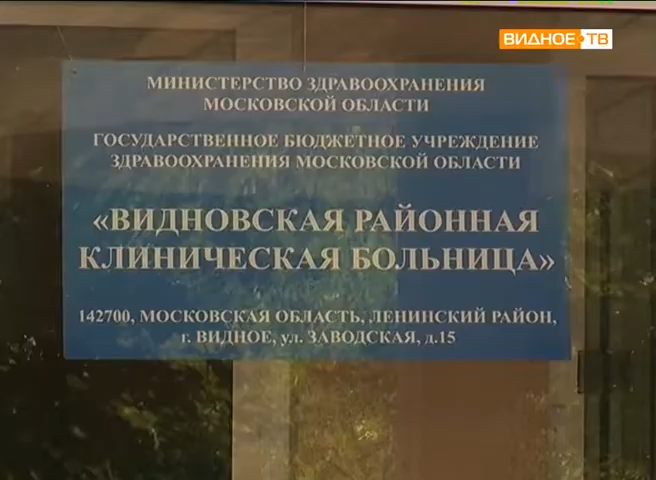 ВИДНОЕ ТВ
МИНИСТЕРСТВО ЗДРАВООХРАНЕНИЯ
МОСКОВСКОЙ ОБЛАСТИ
ГОСУДАРСТВЕННОЕ БЮДЖЕТНОЕ УЧРЕЖДЕНИЕ
ЗДРАВООХРАНЕНИЯ МОСКОВСКОЙ ОБЛАСТИ
«ВИДНОВСКАЯ РАЙОННАЯ
КЛИНИЧЕСКАЯ БОЛЬНИЦА»
142700, МОСКОВСКАЯ ОБЛАСТЬ, ЛЕНИНСКИЙ РАЙОН,
г. ВИДНОЕ, ул. ЗАВОДСКАЯ, д.15